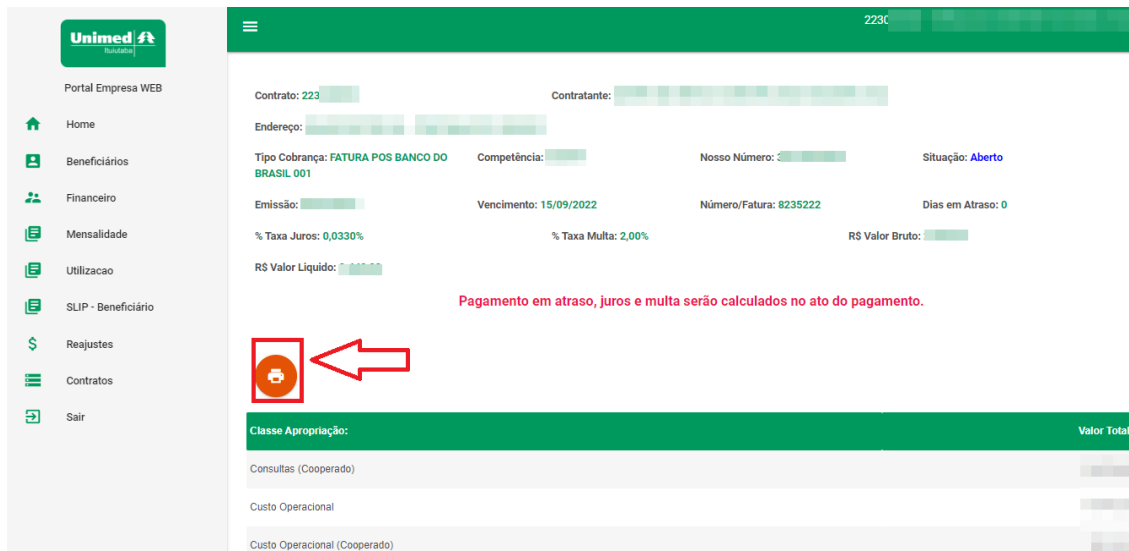 Unimed
Ituiutaba
2230
Portal Empresa WEB
Home
Beneficiários
Financeiro
Mensalidade
Utilizacao
SLIP - Beneficiário
Reajustes
Contratos
Sair
Contrato: 223
Contratante:
Endereço:
Tipo Cobrança: FATURA POS BANCO DO
BRASIL 001
Competência:
Nosso Número: 3
Situação: Aberto
Emissão:
Vencimento: 15/09/2022
Número/Fatura: 8235222
Dias em Atraso: 0
% Taxa Juros: 0,0330%
% Taxa Multa: 2,00%
R$ Valor Bruto:
R$ Valor Liquido:
Pagamento em atraso, juros e multa serão calculados no ato do pagamento.
Classe Apropriação:
Valor Total
Consultas (Cooperado)
Custo Operacional
Custo Operacional (Cooperado)